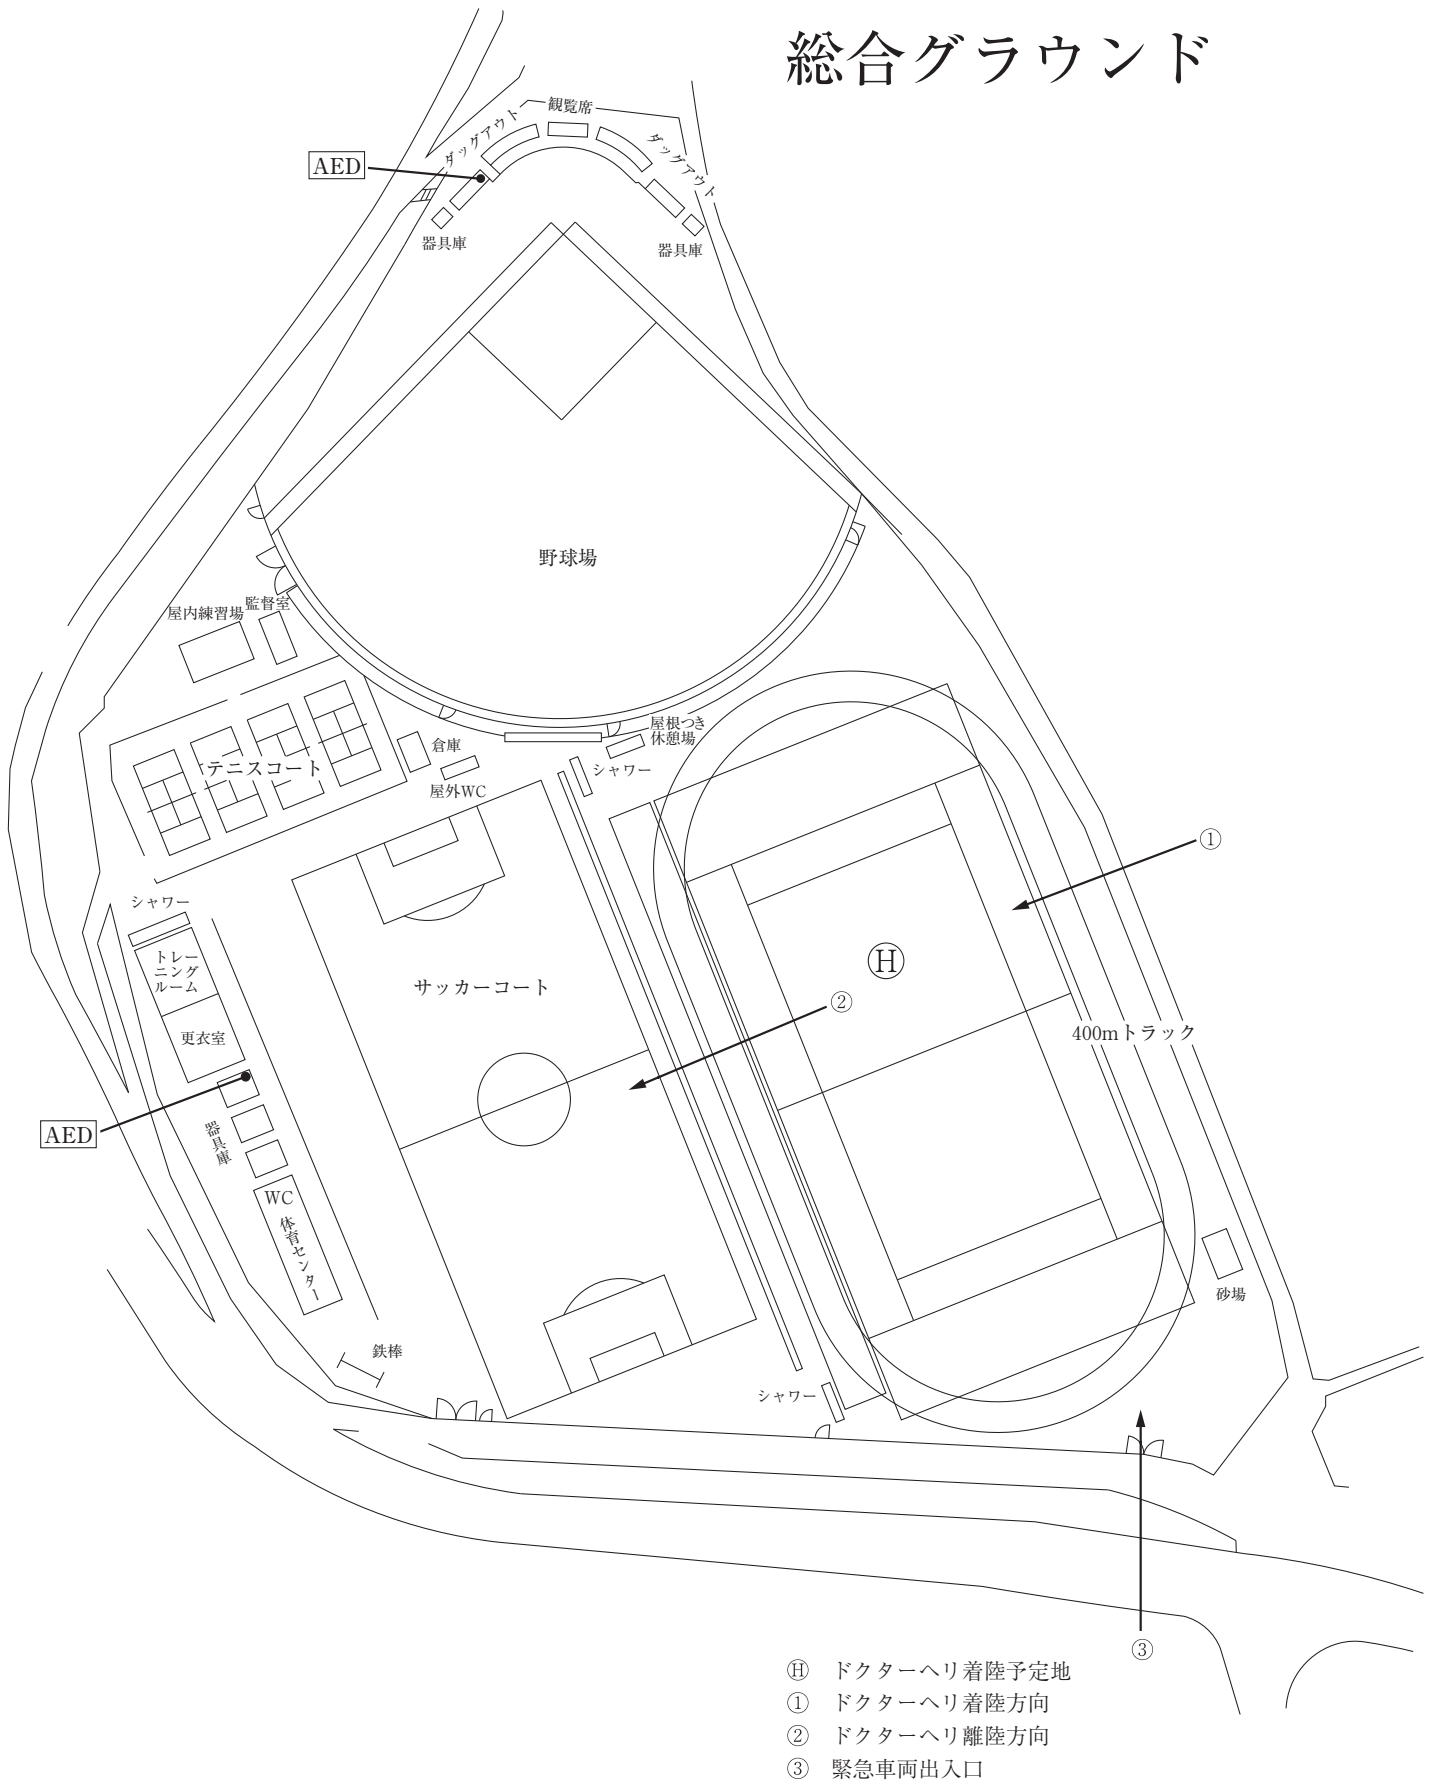 総合グラウンド
観覧席
ダッグアウト
ダッグアウト
AED
器具庫
器具庫
野球場
監督室
屋内練習場
屋根つき
休憩場
倉庫
シャワー
テニスコート
屋外WC
①
シャワー
トレー
ニング
ルーム
H
サッカーコート
②
更衣室
400mトラック
AED
器具庫
WC
体育センター
砂場
鉄棒
シャワー
③
Ⓗ ドクターヘリ着陸予定地
① ドクターヘリ着陸方向
② ドクターヘリ離陸方向
③ 緊急車両出入口